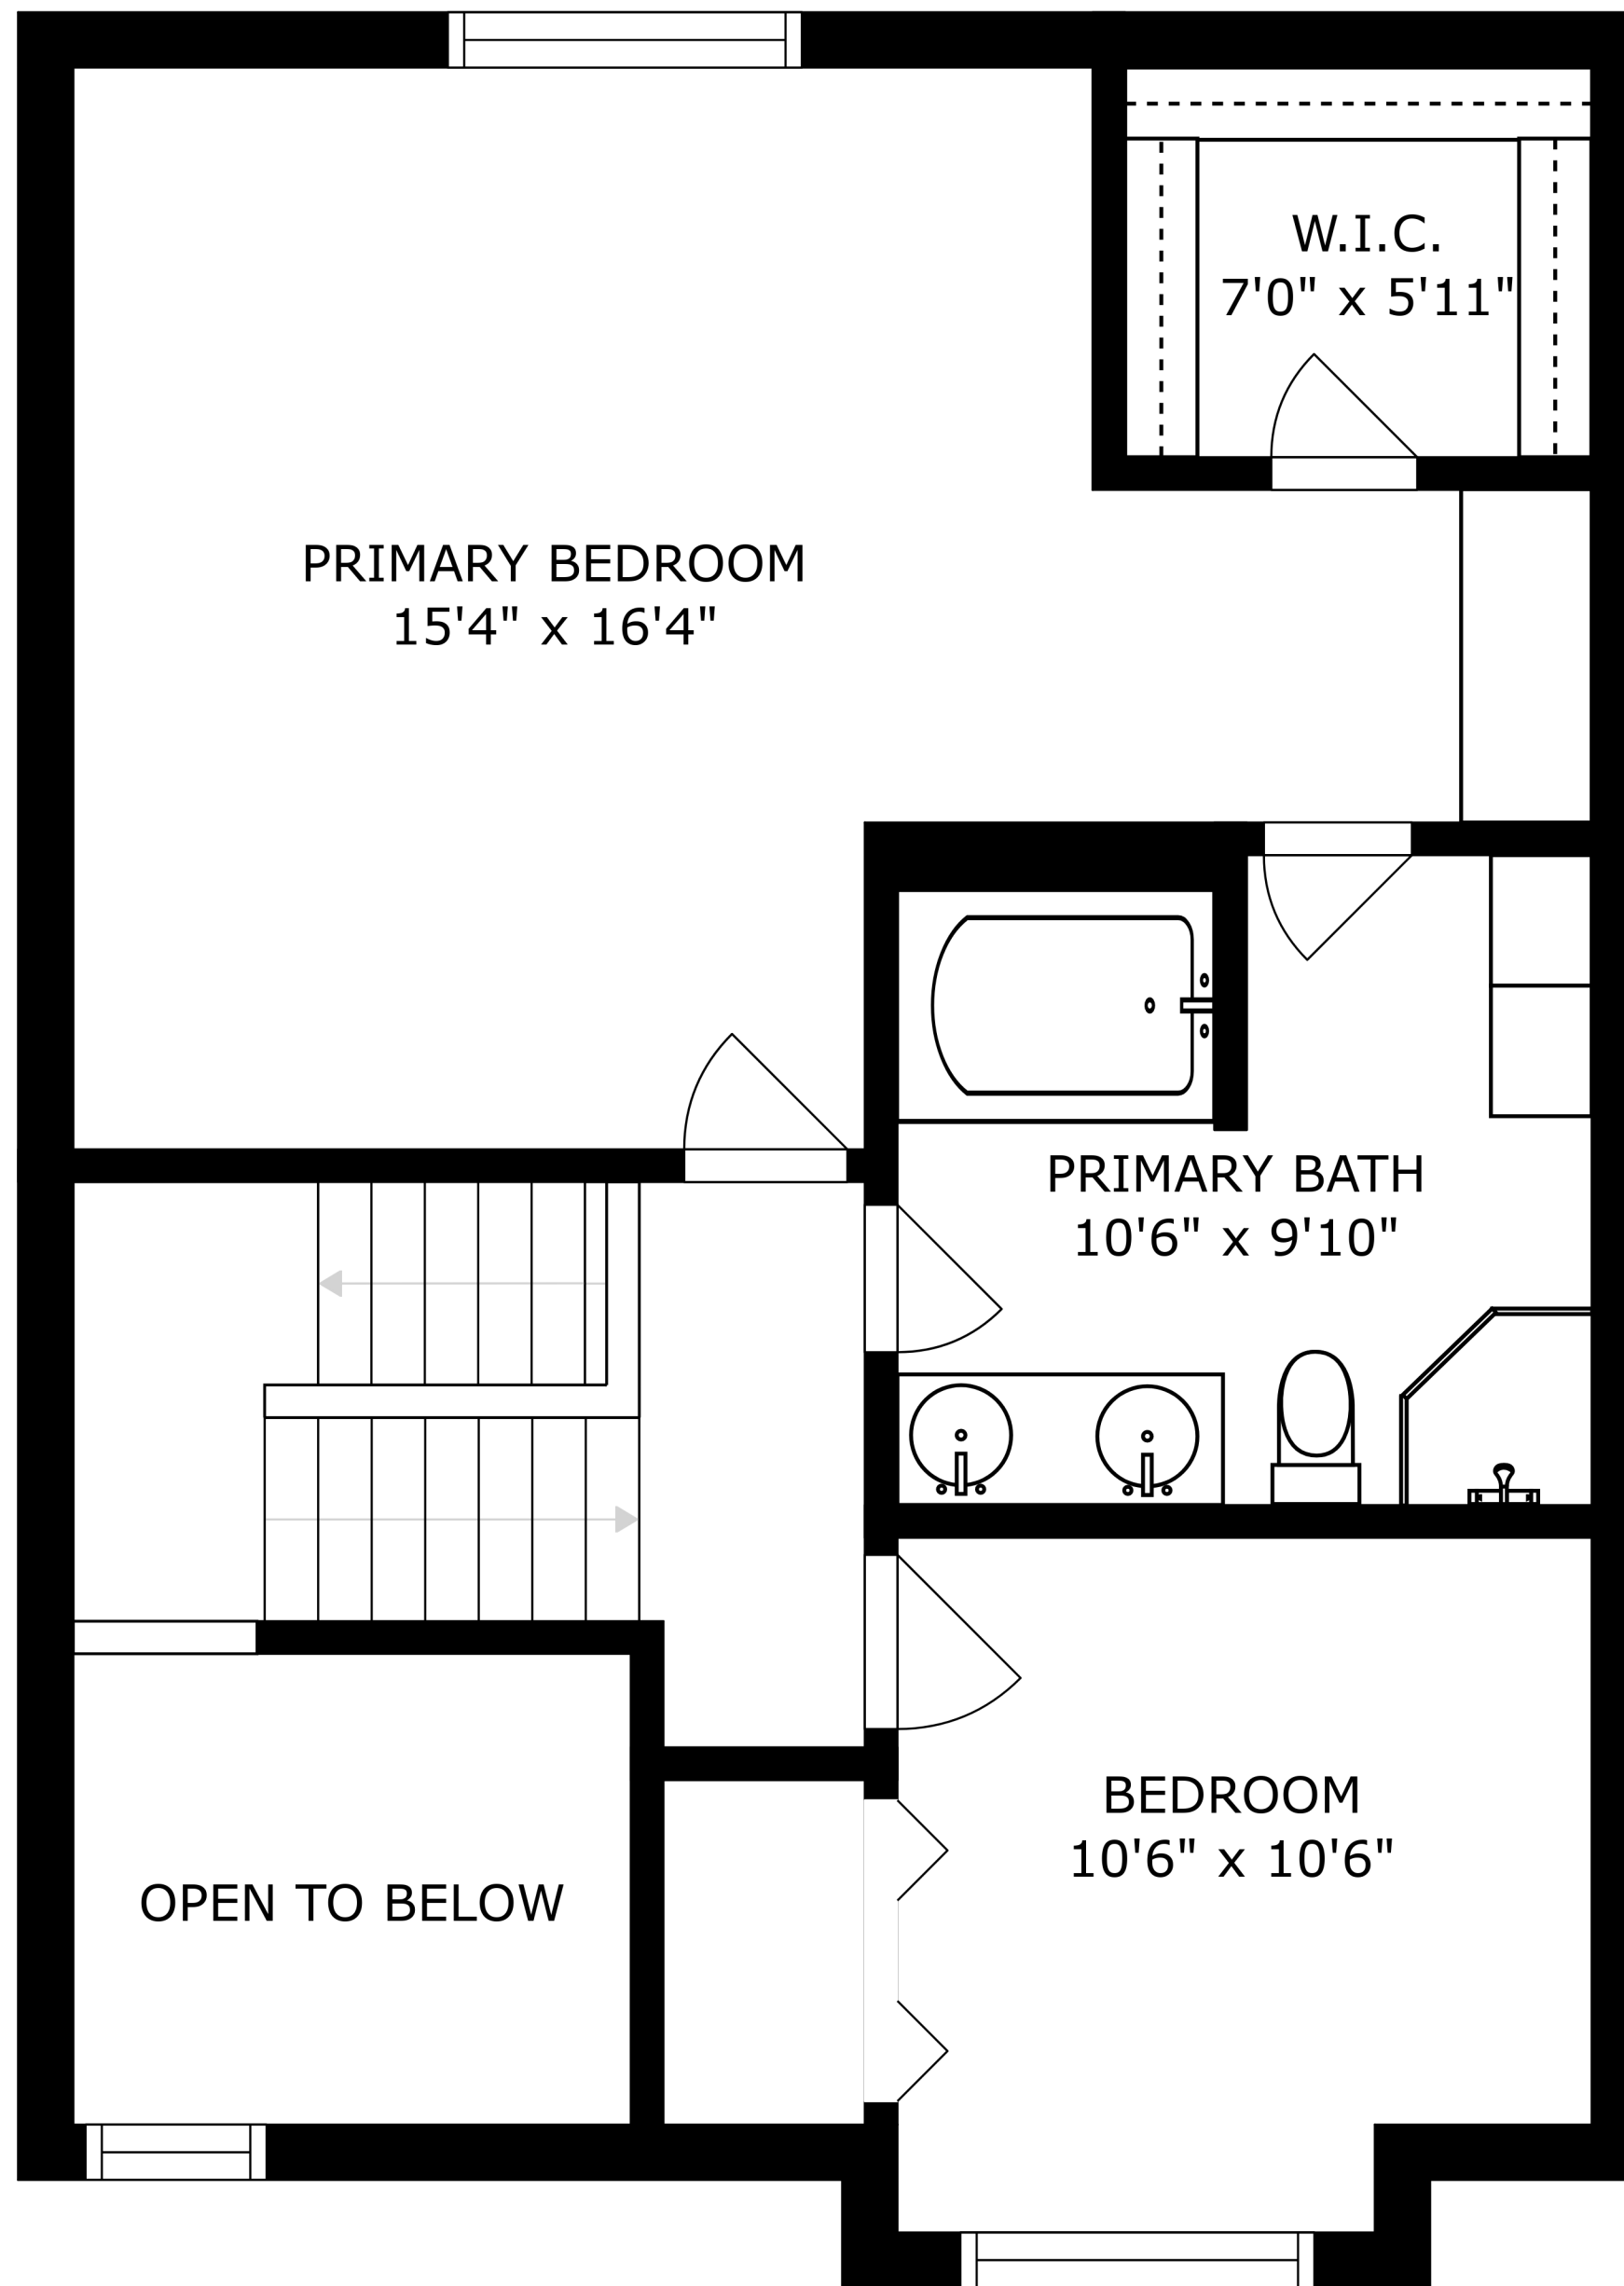 W.I.C.
7'0" x 5'11"
PRIMARY BEDROOM
15'4" x 16'4"
PRIMARY BATH
10'6" x 9'10"
BEDROOM
10'6" x 10'6"
OPEN TO BELOW